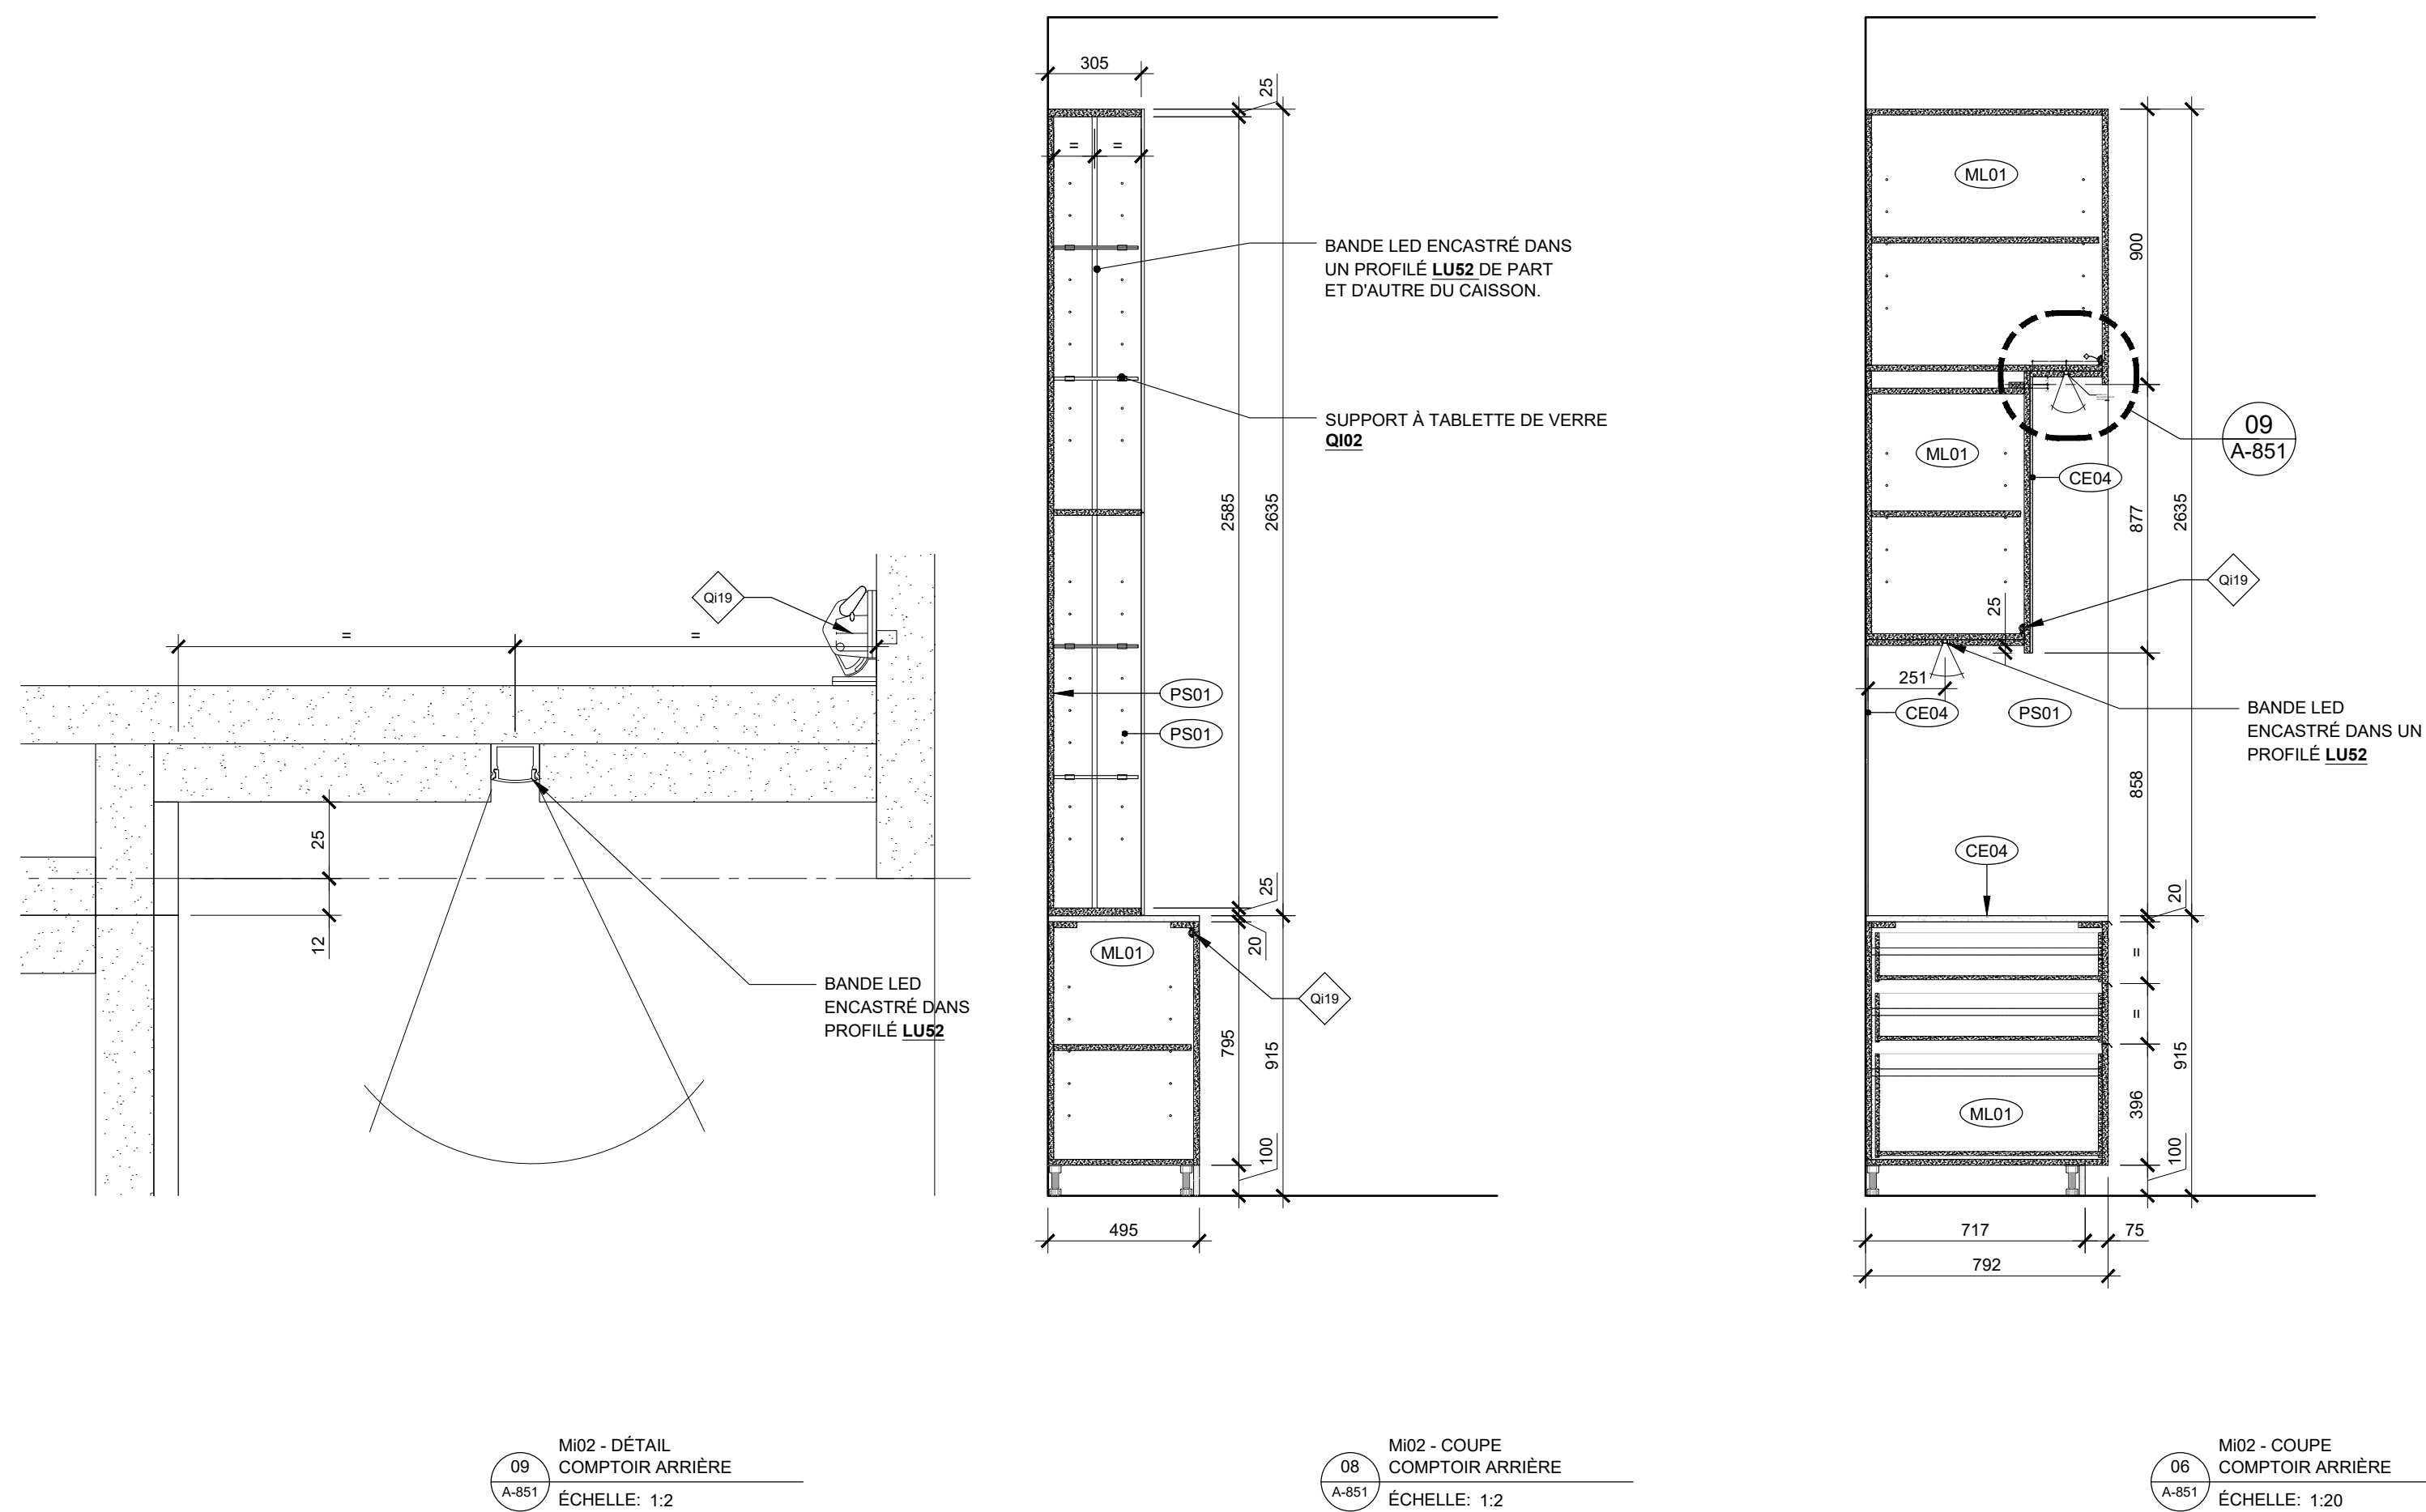 Qi19
=
=
25
12
BANDE LED
ENCASTRÉ DANS
PROFILÉ LU52
09
A-851
Mi02 - DÉTAIL
COMPTOIR ARRIÈRE
ÉCHELLE: 1:2
305
25
=
=
BANDE LED ENCASTRÉ DANS
UN PROFILÉ LU52 DE PART
ET D'AUTRE DU CAISSON.
SUPPORT À TABLETTE DE VERRE
QI02
2585
2635
PS01
PS01
25
20
ML01
Qi19
795
915
100
495
08
A-851
Mi02 - COUPE
COMPTOIR ARRIÈRE
ÉCHELLE: 1:2
ML01
900
09
A-851
ML01
CE04
877
2635
Qi19
25
251
CE04
PS01
BANDE LED
ENCASTRÉ DANS UN
PROFILÉ LU52
858
CE04
20
=
=
915
396
ML01
100
717
75
792
06
A-851
Mi02 - COUPE
COMPTOIR ARRIÈRE
ÉCHELLE: 1:20